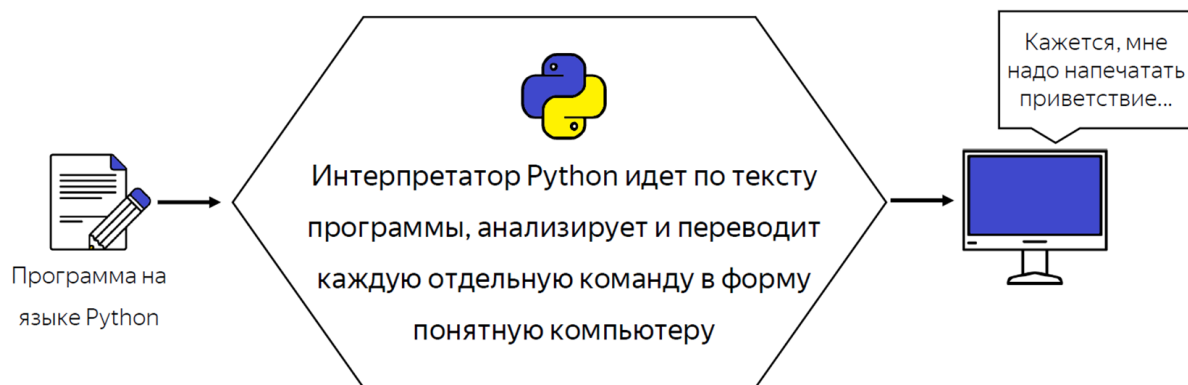 Программа на
языке Python
Интерпретатор Python идет по тексту
программы, анализирует и переводит
каждую отдельную команду в форму
понятную компьютеру
Кажется, мне
надо напечатать
приветствие...